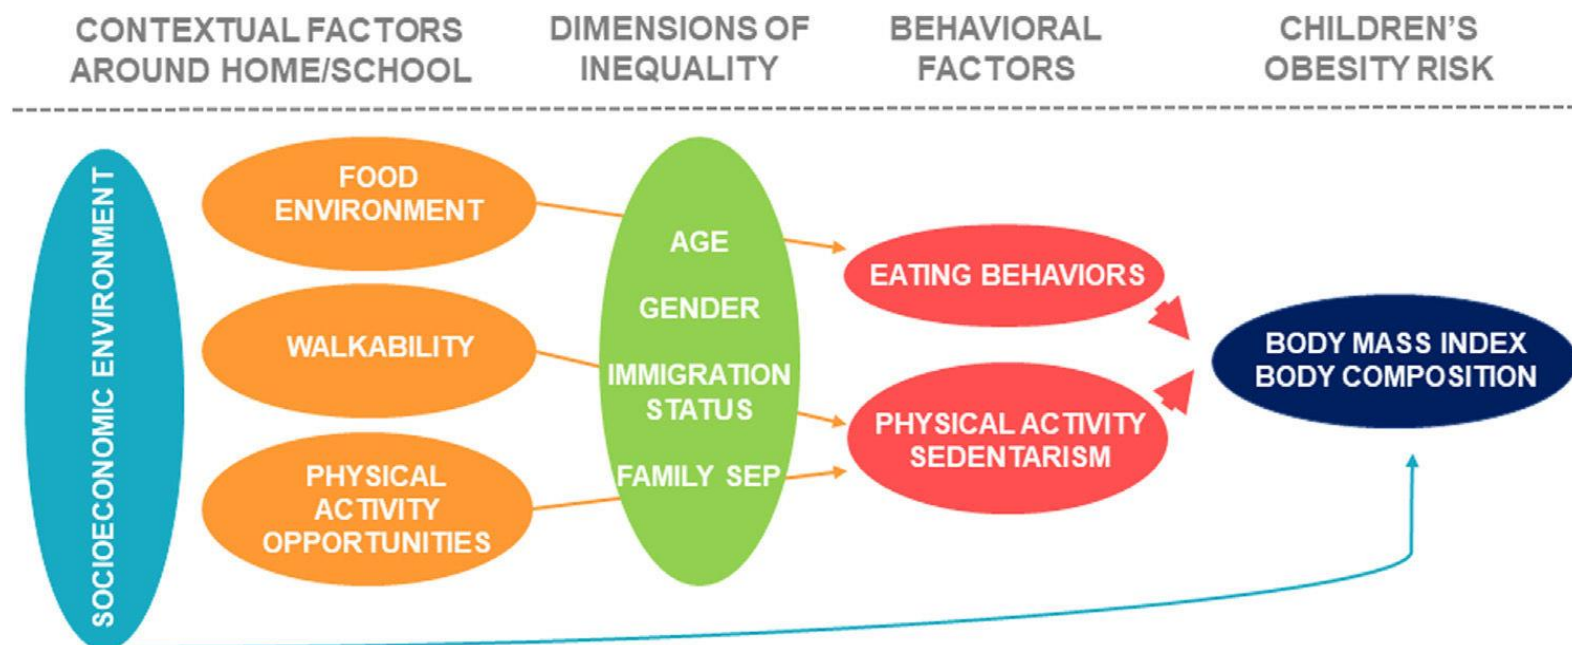 CONTEXTUAL FACTORS
AROUND HOME/SCHOOL
DIMENSIONS OF
INEQUALITY
BEHAVIORAL
FACTORS
CHILDREN'S
OBESITY RISK
SOCIOECONOMIC ENVIRONMENT
FOOD
ENVIRONMENT
WALKABILITY
PHYSICAL
ACTIVITY
OPPORTUNITIES
AGE
GENDER
IMMIGRATION
STATUS
FAMILY SEP
EATING BEHAVIORS
PHYSICAL ACTIVITY
SEDENTARISM
BODY MASS INDEX
BODY COMPOSITION